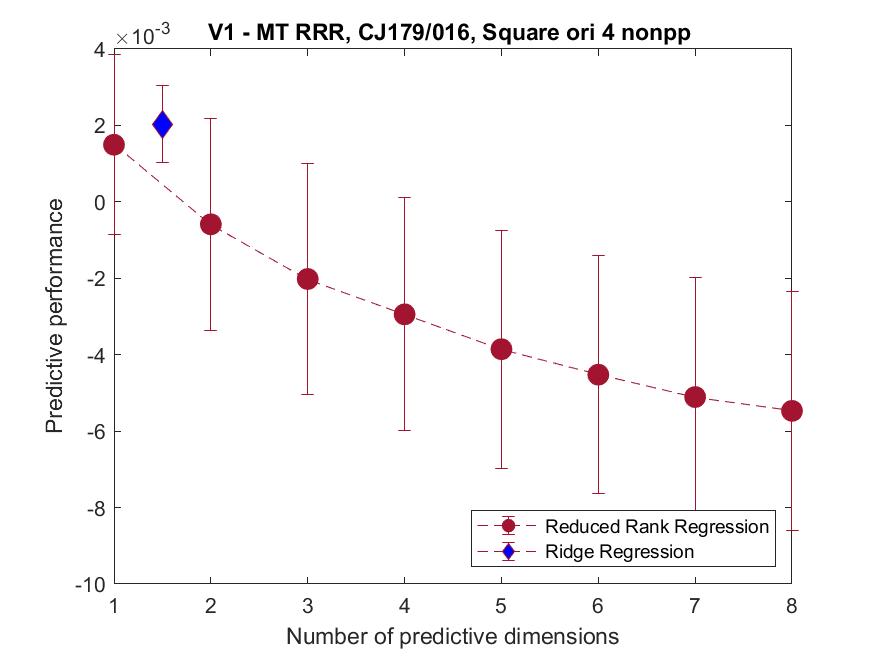 ×10-3
V1 - MT RRR, CJ179/016, Square ori 4 nonpp
4
2
0
-2
-4
-6
-8
-10
Predictive performance
Reduced Rank Regression
Ridge Regression
1 2 3 4 5 6 7 8
Number of predictive dimensions